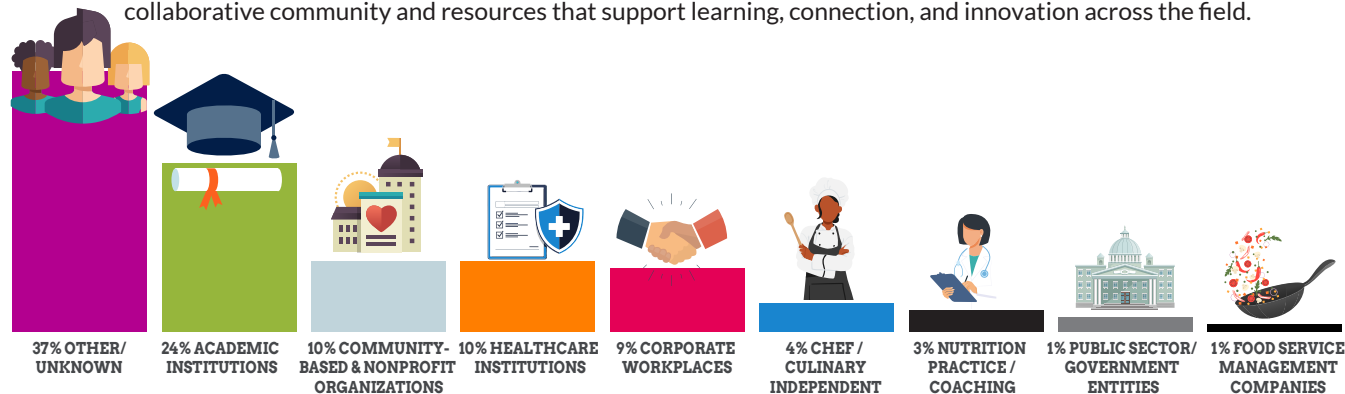 collaborative community and resources that support learning, connection, and innovation across the field.
37% OTHER/
UNKNOWN
24% ACADEMIC
INSTITUTIONS
10% COMMUNITY-
BASED & NONPROFIT
ORGANIZATIONS
10% HEALTHCARE
INSTITUTIONS
9% CORPORATE
WORKPLACES
4% CHEF /
CULINARY
INDEPENDENT
3% NUTRITION
PRACTICE /
COACHING
1% PUBLIC SECTOR/
GOVERNMENT
ENTITIES
1% FOOD SERVICE
MANAGEMENT
COMPANIES